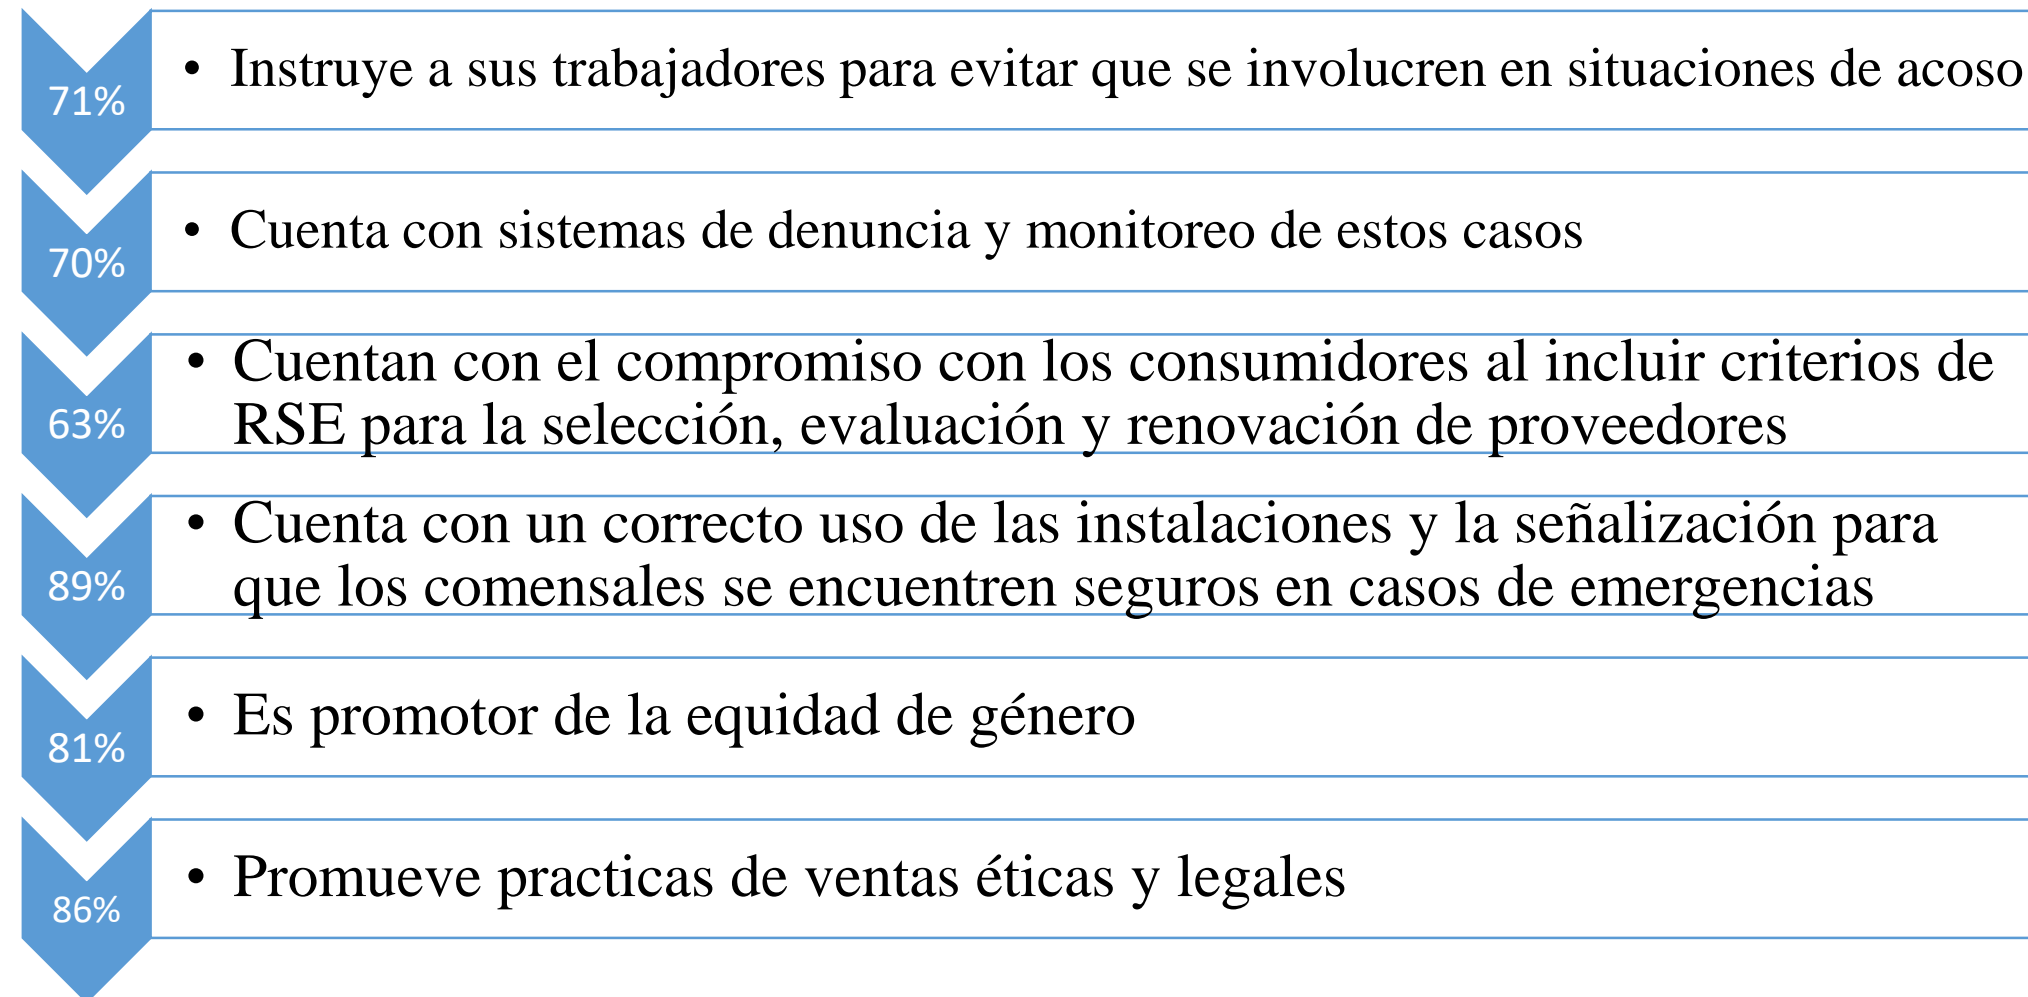 71%
• Instruye a sus trabajadores para evitar que se involucren en situaciones de acoso
70%
• Cuenta con sistemas de denuncia y monitoreo de estos casos
63%
• Cuentan con el compromiso con los consumidores al incluir criterios de
RSE para la selección, evaluación y renovación de proveedores
89%
• Cuenta con un correcto uso de las instalaciones y la señalización para
que los comensales se encuentren seguros en casos de emergencias
81%
• Es promotor de la equidad de género
86%
• Promueve practicas de ventas éticas y legales